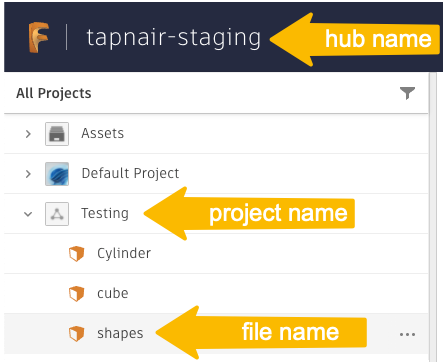 tapnair-staging hub name
All Projects
Assets
Default Project
Testing project name
Cylinder
cube
shapes file name